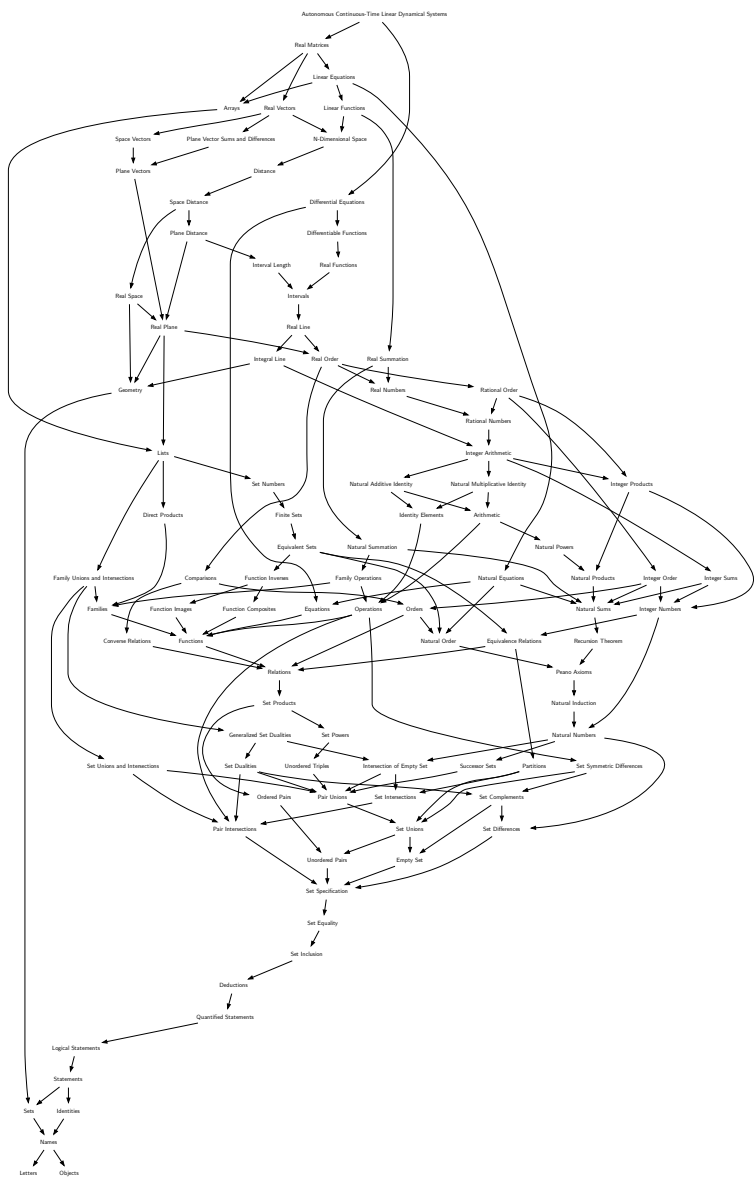 Autonomous Continuous-Time Linear Dynamical Systems
Real Matrices
Linear Equations
Arrays Real Vectors Linear Functions
Space Vectors Plane Vector Sums and Differences N-Dimensional Space
Plane Vectors Distance
Space Distance Differential Equations
Plane Distance Differentiable Functions
Interval Length Real Functions
Real Space Intervals
Real Plane Real Line
Integral Line Real Order Real Summation
Geometry Real Numbers Rational Order
Rational Numbers
Lists Integer Arithmetic
Set Numbers Natural Additive Identity Natural Multiplicative Identity Integer Products
Direct Products Finite Sets Identity Elements Arithmetic
Equivalent Sets Natural Summation Natural Powers
Family Unions and Intersections Comparisons Function Inverses Family Operations Natural Equations Natural Products Integer Order Integer Sums
Families Function Images Function Composites Equations Operations Orders Natural Sums Integer Numbers
Converse Relations Functions Natural Order Equivalence Relations Recursion Theorem
Relations Peano Axioms
Set Products Natural Induction
Generalized Set Dualities Set Powers Natural Numbers
Set Unions and Intersections Set Dualities Unordered Triples Intersection of Empty Set Successor Sets Partitions Set Symmetric Differences
Ordered Pairs Pair Unions Set Intersections Set Complements
Pair Intersections Set Unions Set Differences
Unordered Pairs Empty Set
Set Specification
Set Equality
Set Inclusion
Deductions
Quantified Statements
Logical Statements
Statements
Sets Identities
Names
Letters Objects